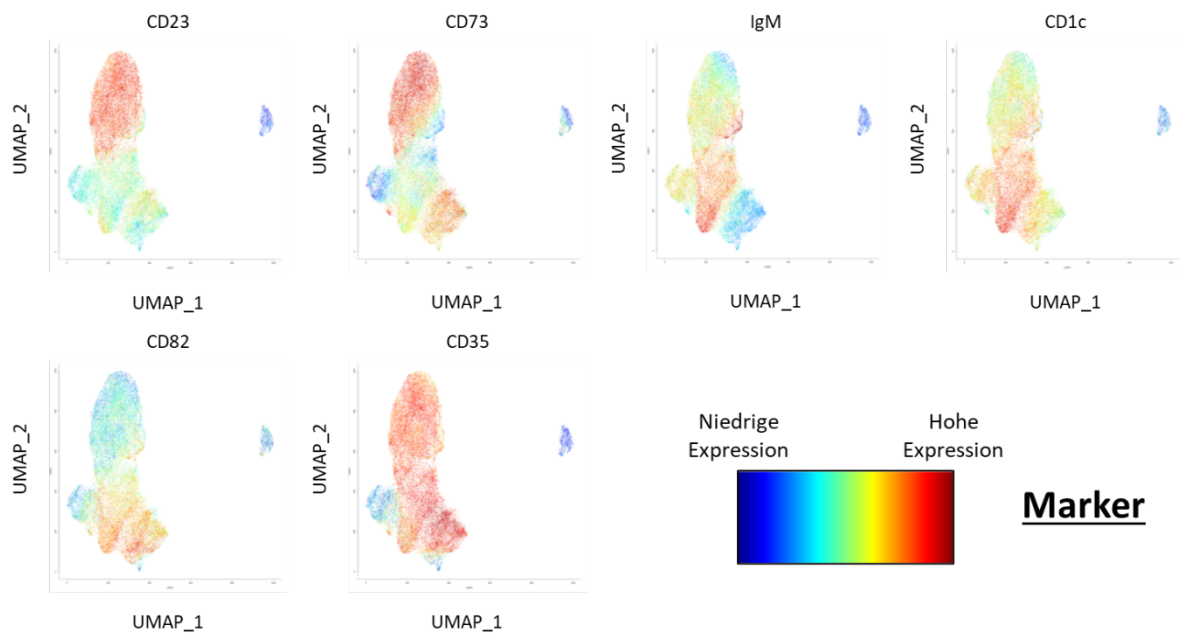 CD23
CD73
IgM
CD1c
UMAP_2
UMAP_2
UMAP_2
UMAP_2
UMAP_1
UMAP_1
UMAP_1
UMAP_1
CD82
CD35
UMAP_2
UMAP_2
UMAP_1
UMAP_1
Niedrige
Expression
Hohe
Expression
Marker